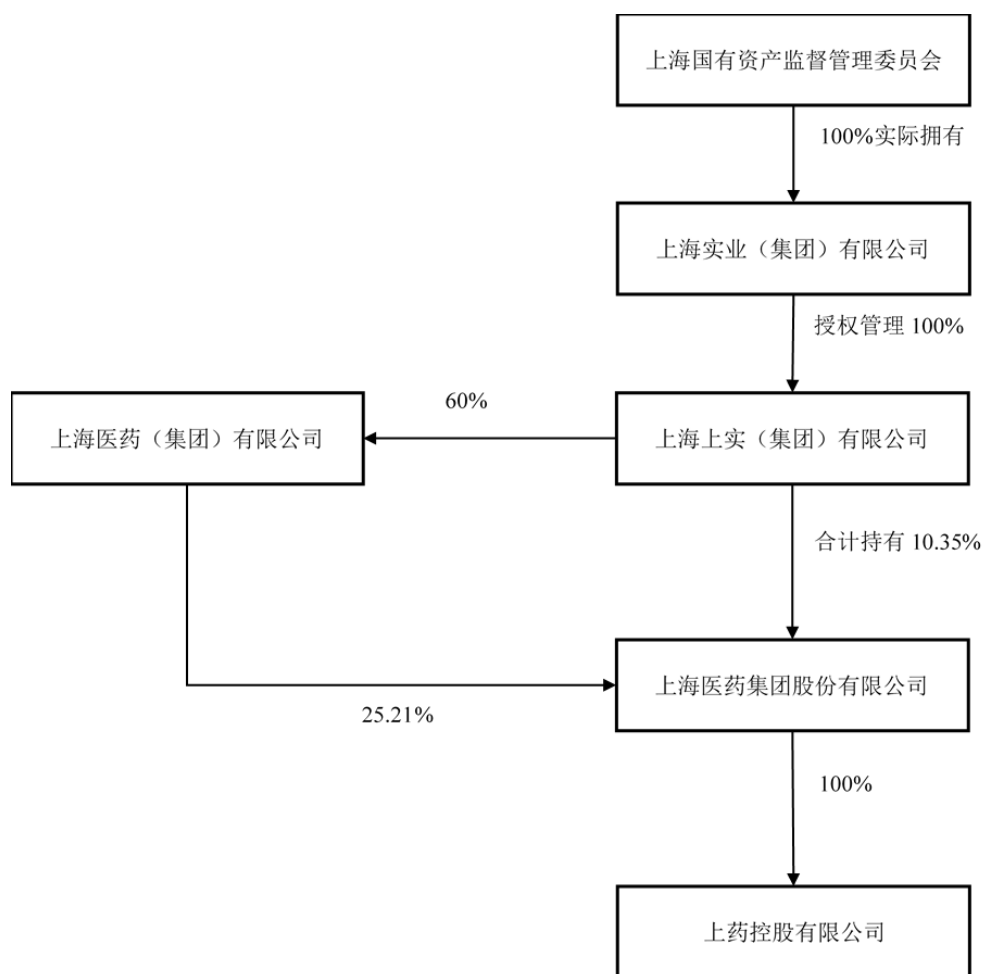 上海国有资产监督管理委员会
100%实际拥有
上海实业（集团）有限公司
授权管理 100%
60%
上海医药（集团）有限公司
上海上实（集团）有限公司
合计持有 10.35%
上海医药集团股份有限公司
25.21%
100%
上药控股有限公司